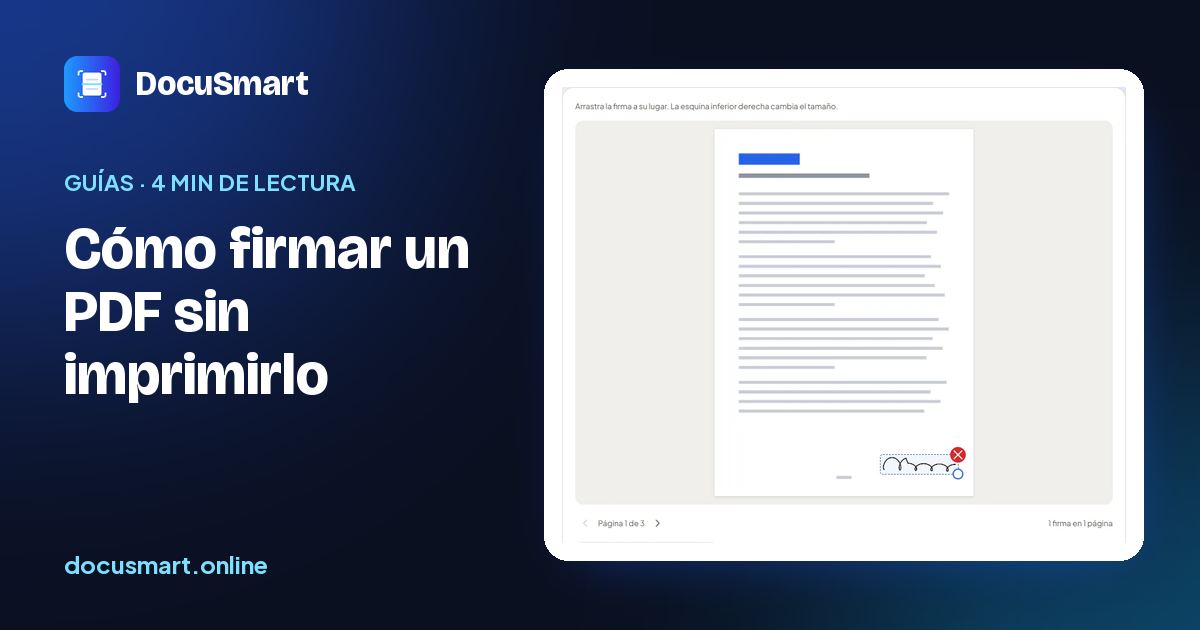 DocuSmart
GUÍAS · 4 MIN DE LECTURA
Cómo firmar un
PDF sin
imprimirlo
docusmart.online
Arrastra la firma a su lugar. La esquina inferior derecha cambia el tamaño.
Página 1 de 3
1 firma en 1 página